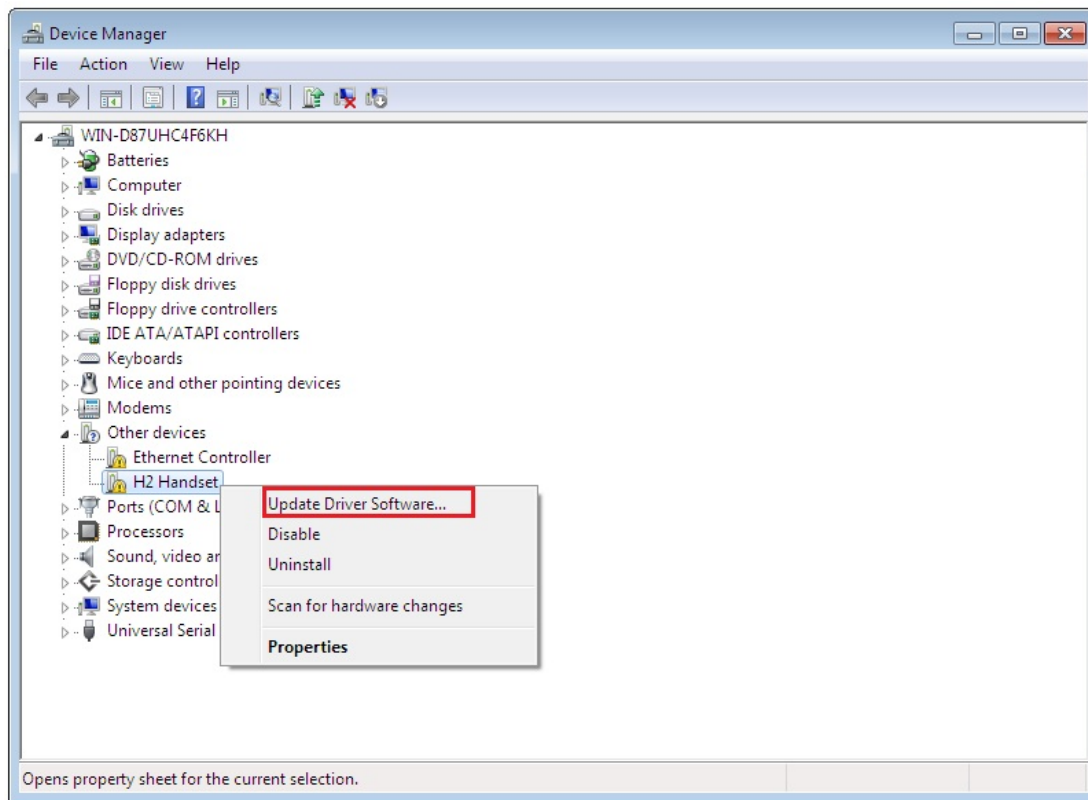 Device Manager
File Action View Help
WIN-D87UHC4F6KH
Batteries
Computer
Disk drives
Display adapters
DVD/CD-ROM drives
Floppy disk drives
Floppy drive controllers
IDE ATA/ATAPI controllers
Keyboards
Mice and other pointing devices
Modems
Other devices
Ethernet Controller
H2 Handset
Ports (COM & L
Processors
Sound, video ar
Storage control
System devices
Universal Serial
Update Driver Software...
Disable
Uninstall
Scan for hardware changes
Properties
Opens property sheet for the current selection.